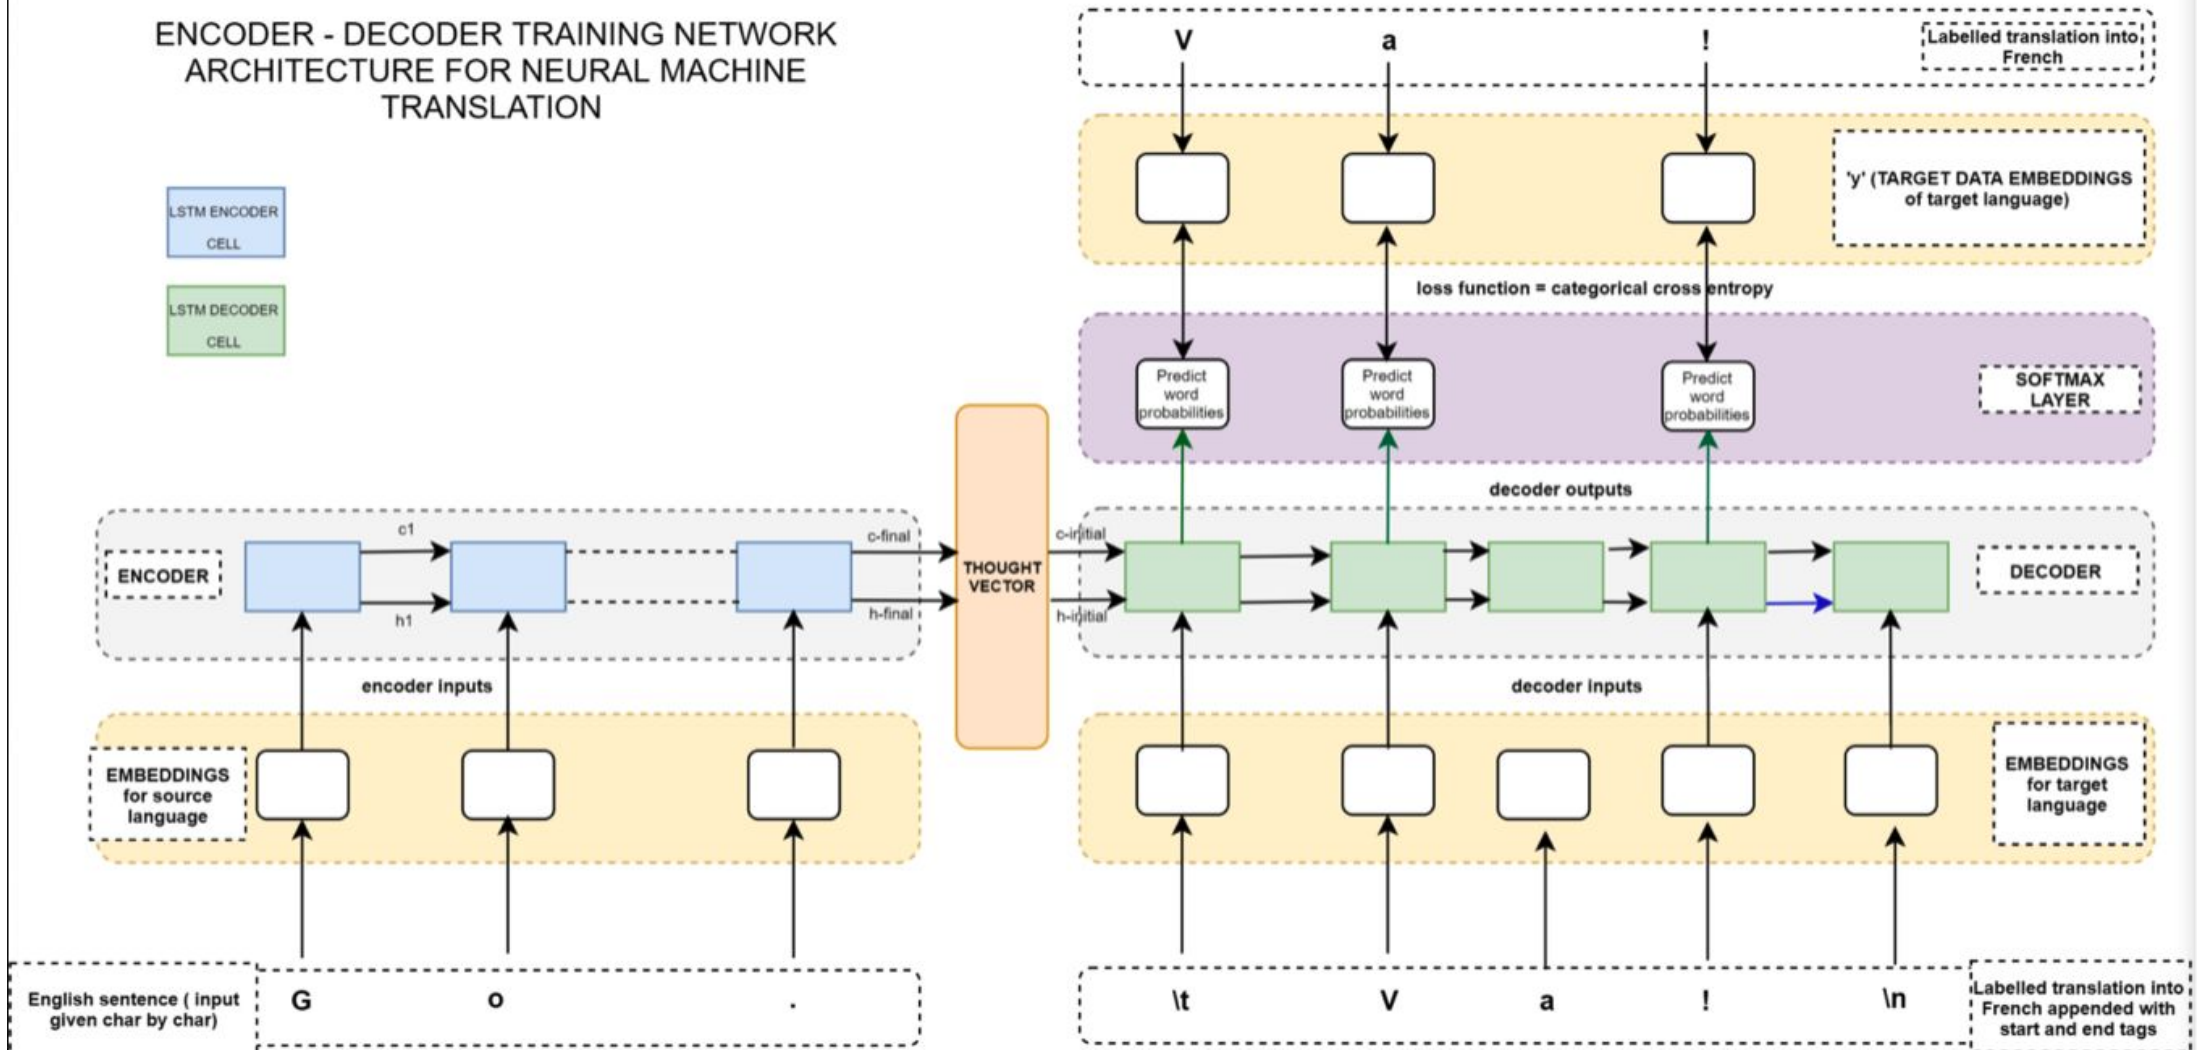 ENCODER - DECODER TRAINING NETWORK
ARCHITECTURE FOR NEURAL MACHINE
TRANSLATION
V
a
!
Labelled translation into
French
'y' (TARGET DATA EMBEDDINGS
of target language)
LSTM ENCODER
CELL
LSTM DECODER
CELL
loss function = categorical cross entropy
Predict
word
probabilities
Predict
word
probabilities
Predict
word
probabilities
SOFTMAX
LAYER
decoder outputs
ENCODER
c1
h1
c-final
h-final
THOUGHT
VECTOR
c-initial
h-initial
DECODER
encoder inputs
decoder inputs
EMBEDDINGS
for source
language
EMBEDDINGS
for target
language
English sentence ( input
given char by char)
G
o
.
\t
V
a
!
\n
Labelled translation into
French appended with
start and end tags